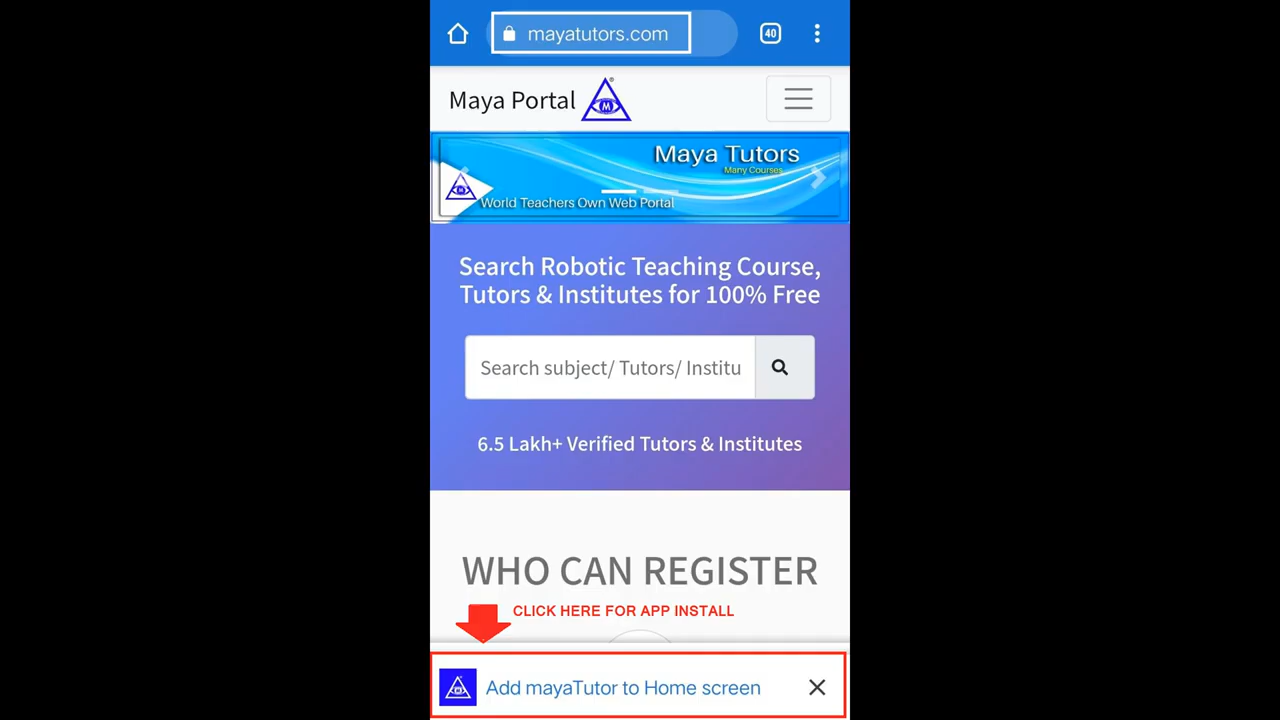 mayatutors.com
40
Maya Portal
M
Maya Tutors
Many Courses
World Teachers Own Web Portal
Search Robotic Teaching Course,
Tutors & Institutes for 100% Free
Search subject/ Tutors/ Institu
6.5 Lakh+ Verified Tutors & Institutes
WHO CAN REGISTER
CLICK HERE FOR APP INSTALL
Add mayaTutor to Home screen